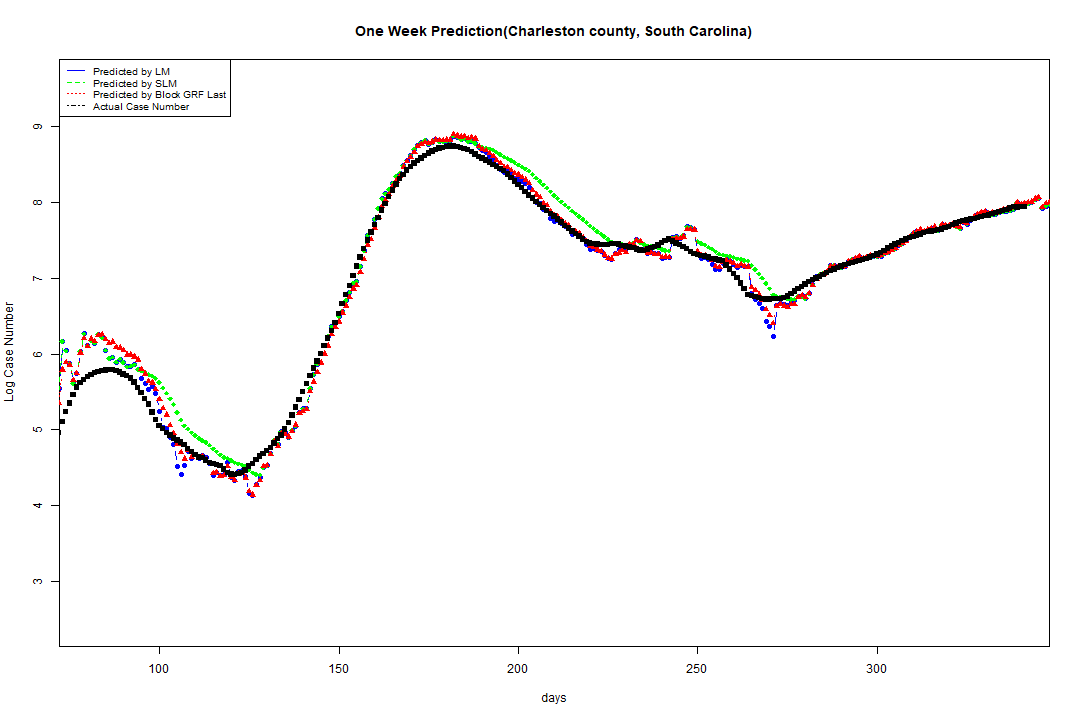 One Week Prediction(Charleston county, South Carolina)
Predicted by LM
Predicted by SLM
Predicted by Block GRF Last
Actual Case Number
9
8
7
6
5
4
3
Log Case Number
100 150 200 250 300
days